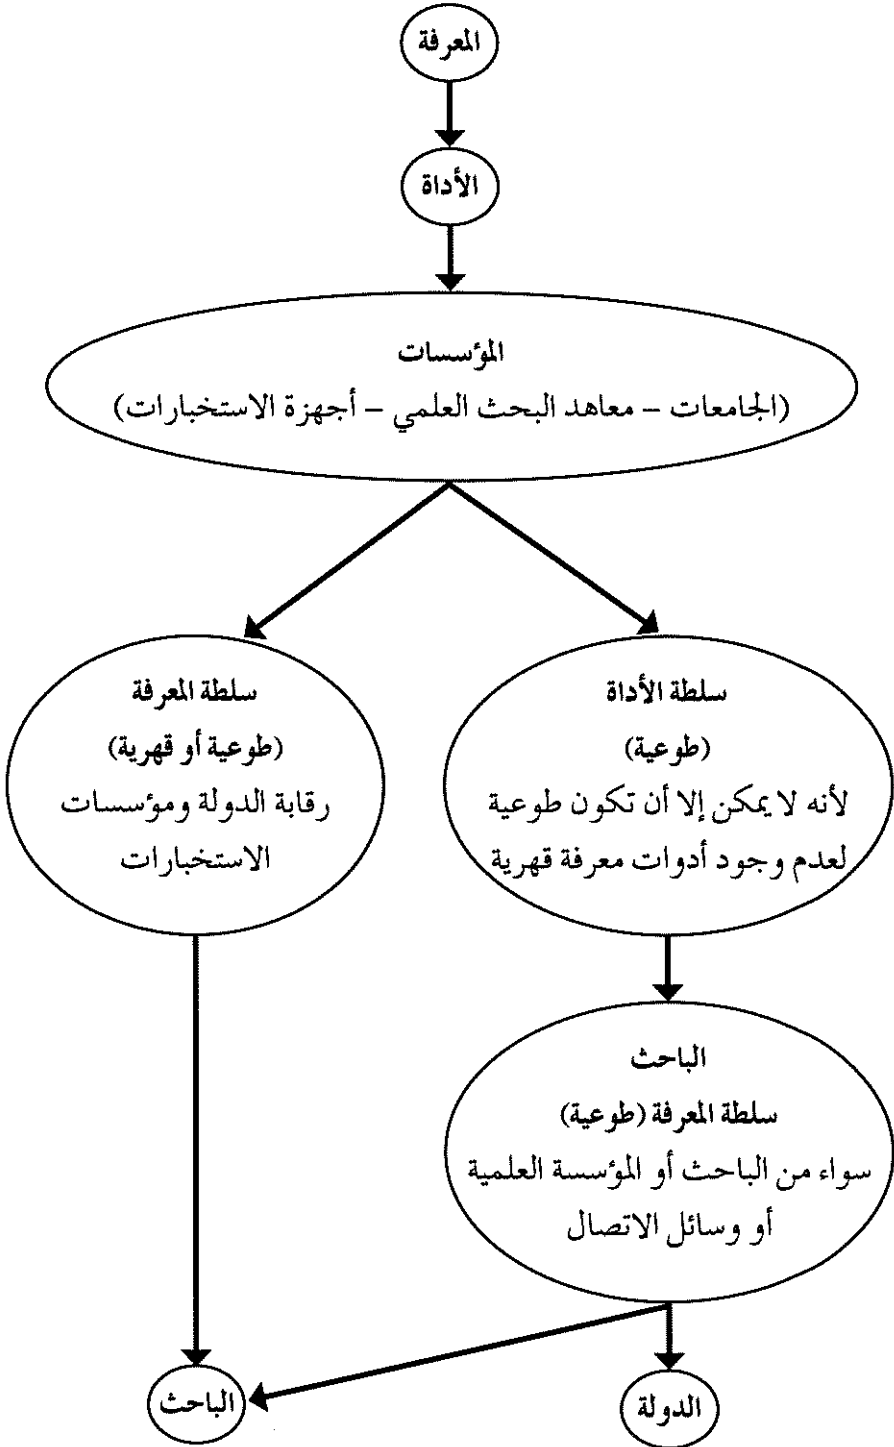 المعرفة
الأداة
المؤسسات
(الجامعات – معاهد البحث العلمي – أجهزة الاستخبارات)
سلطة الأداة
(طوعية)
لأنه لا يمكن إلا أن تكون طوعية
لعدم وجود أدوات معرفة قهرية
سلطة المعرفة
(طوعية أو قهرية)
رقابة الدولة ومؤسسات
الاستخبارات
الباحث
سلطة المعرفة (طوعية)
سواء من الباحث أو المؤسسة العلمية
أو وسائل الاتصال
الدولة
الباحث